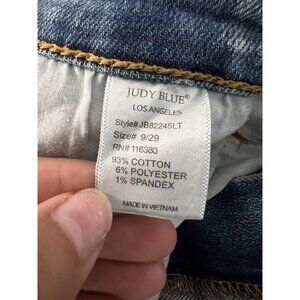 JUDY BLUE®
LOS ANGELES
Style# JB82245LT
Size# 9/29
RN# 116380
93% COTTON
6% POLYESTER
1% SPANDEX
MADE IN VIETNAM